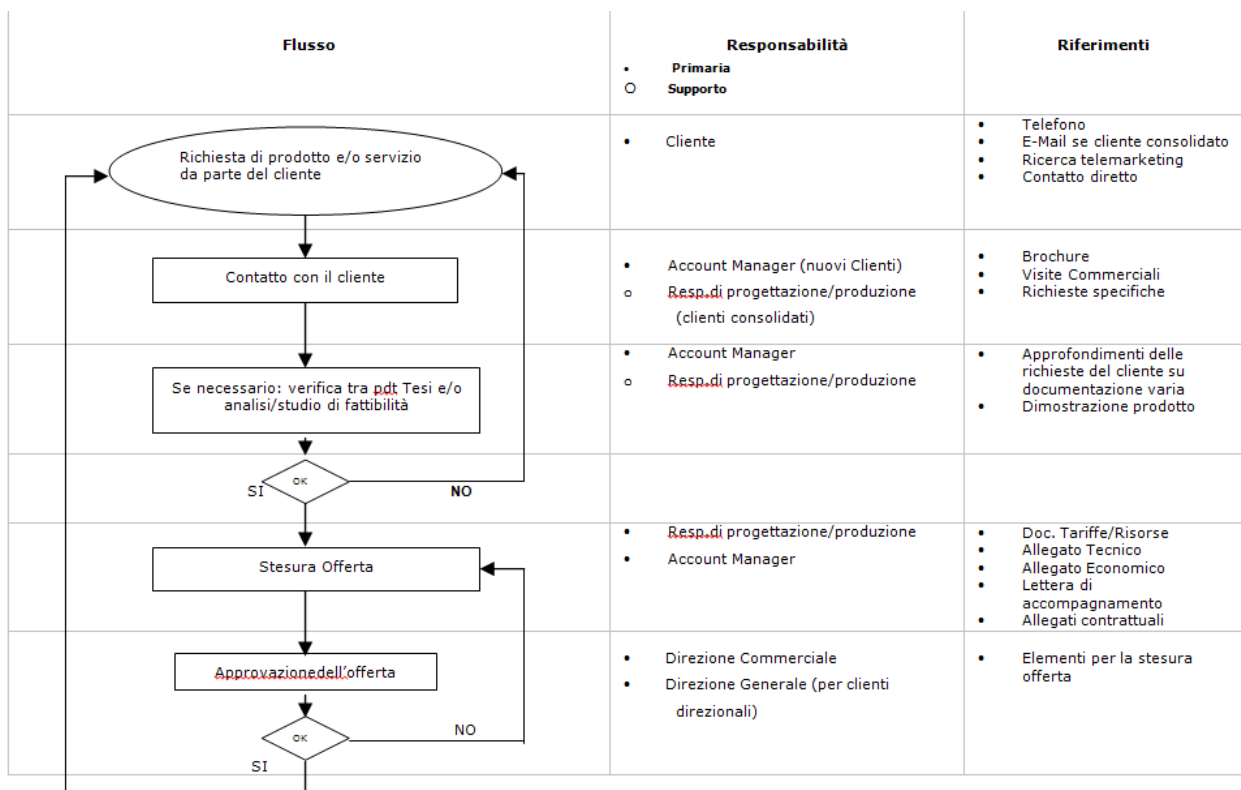 Flusso
Responsabilità
Riferimenti
• Primaria
o Supporto
Richiesta di prodotto e/o servizio
da parte del cliente
• Cliente
• Telefono
• E-Mail se cliente consolidato
• Ricerca telemarketing
• Contatto diretto
Contatto con il cliente
• Account Manager (nuovi Clienti)
o Resp.di progettazione/produzione
(clienti consolidati)
• Brochure
• Visite Commerciali
• Richieste specifiche
Se necessario: verifica tra pdt Tesi e/o
analisi/studio di fattibilità
• Account Manager
o Resp.di progettazione/produzione
• Approfondimenti delle
richieste del cliente su
documentazione varia
• Dimostrazione prodotto
OK
SI
NO
Stesura Offerta
• Resp.di progettazione/produzione
• Account Manager
• Doc. Tariffe/Risorse
• Allegato Tecnico
• Allegato Economico
• Lettera di
accompagnamento
• Allegati contrattuali
Approvazionedell’offerta
• Direzione Commerciale
• Direzione Generale (per clienti
direzionali)
• Elementi per la stesura
offerta
OK
NO
SI